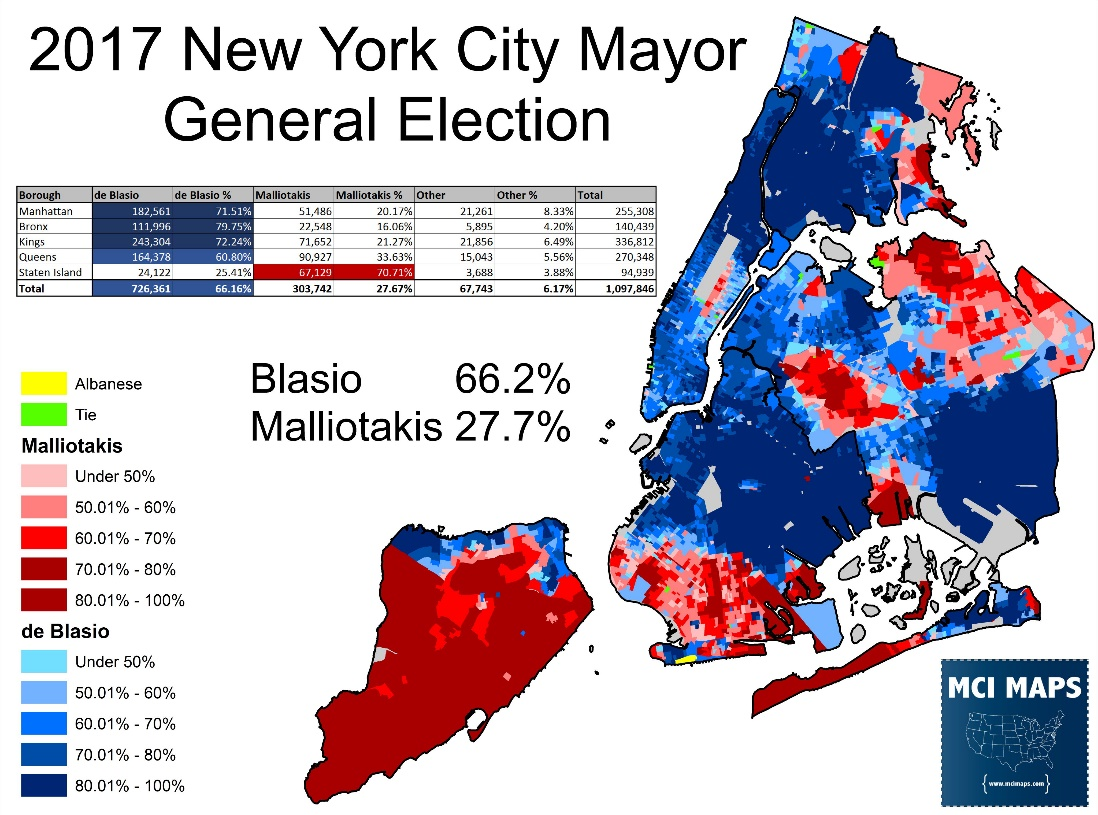 2017 New York City Mayor
General Election
Borough de Blasio de Blasio % Malliotakis Malliotakis % Other Other % Total
Manhattan 182,561 71.51% 51,486 20.17% 21,261 8.33% 255,308
Bronx 111,996 79.75% 22,548 16.06% 5,895 4.20% 140,439
Kings 243,304 72.24% 71,652 21.27% 21,856 6.49% 336,812
Queens 164,378 60.80% 90,927 33.63% 15,043 5.56% 270,348
Staten Island 24,122 25.41% 67,129 70.71% 3,688 3.88% 94,939
Total 726,361 66.16% 303,742 27.67% 67,743 6.17% 1,097,846
Blasio 66.2%
Malliotakis 27.7%
Albanese
Tie
Malliotakis
Under 50%
50.01% - 60%
60.01% - 70%
70.01% - 80%
80.01% - 100%
de Blasio
Under 50%
50.01% - 60%
60.01% - 70%
70.01% - 80%
80.01% - 100%
MCI MAPS
{ www.mcimaps.com }